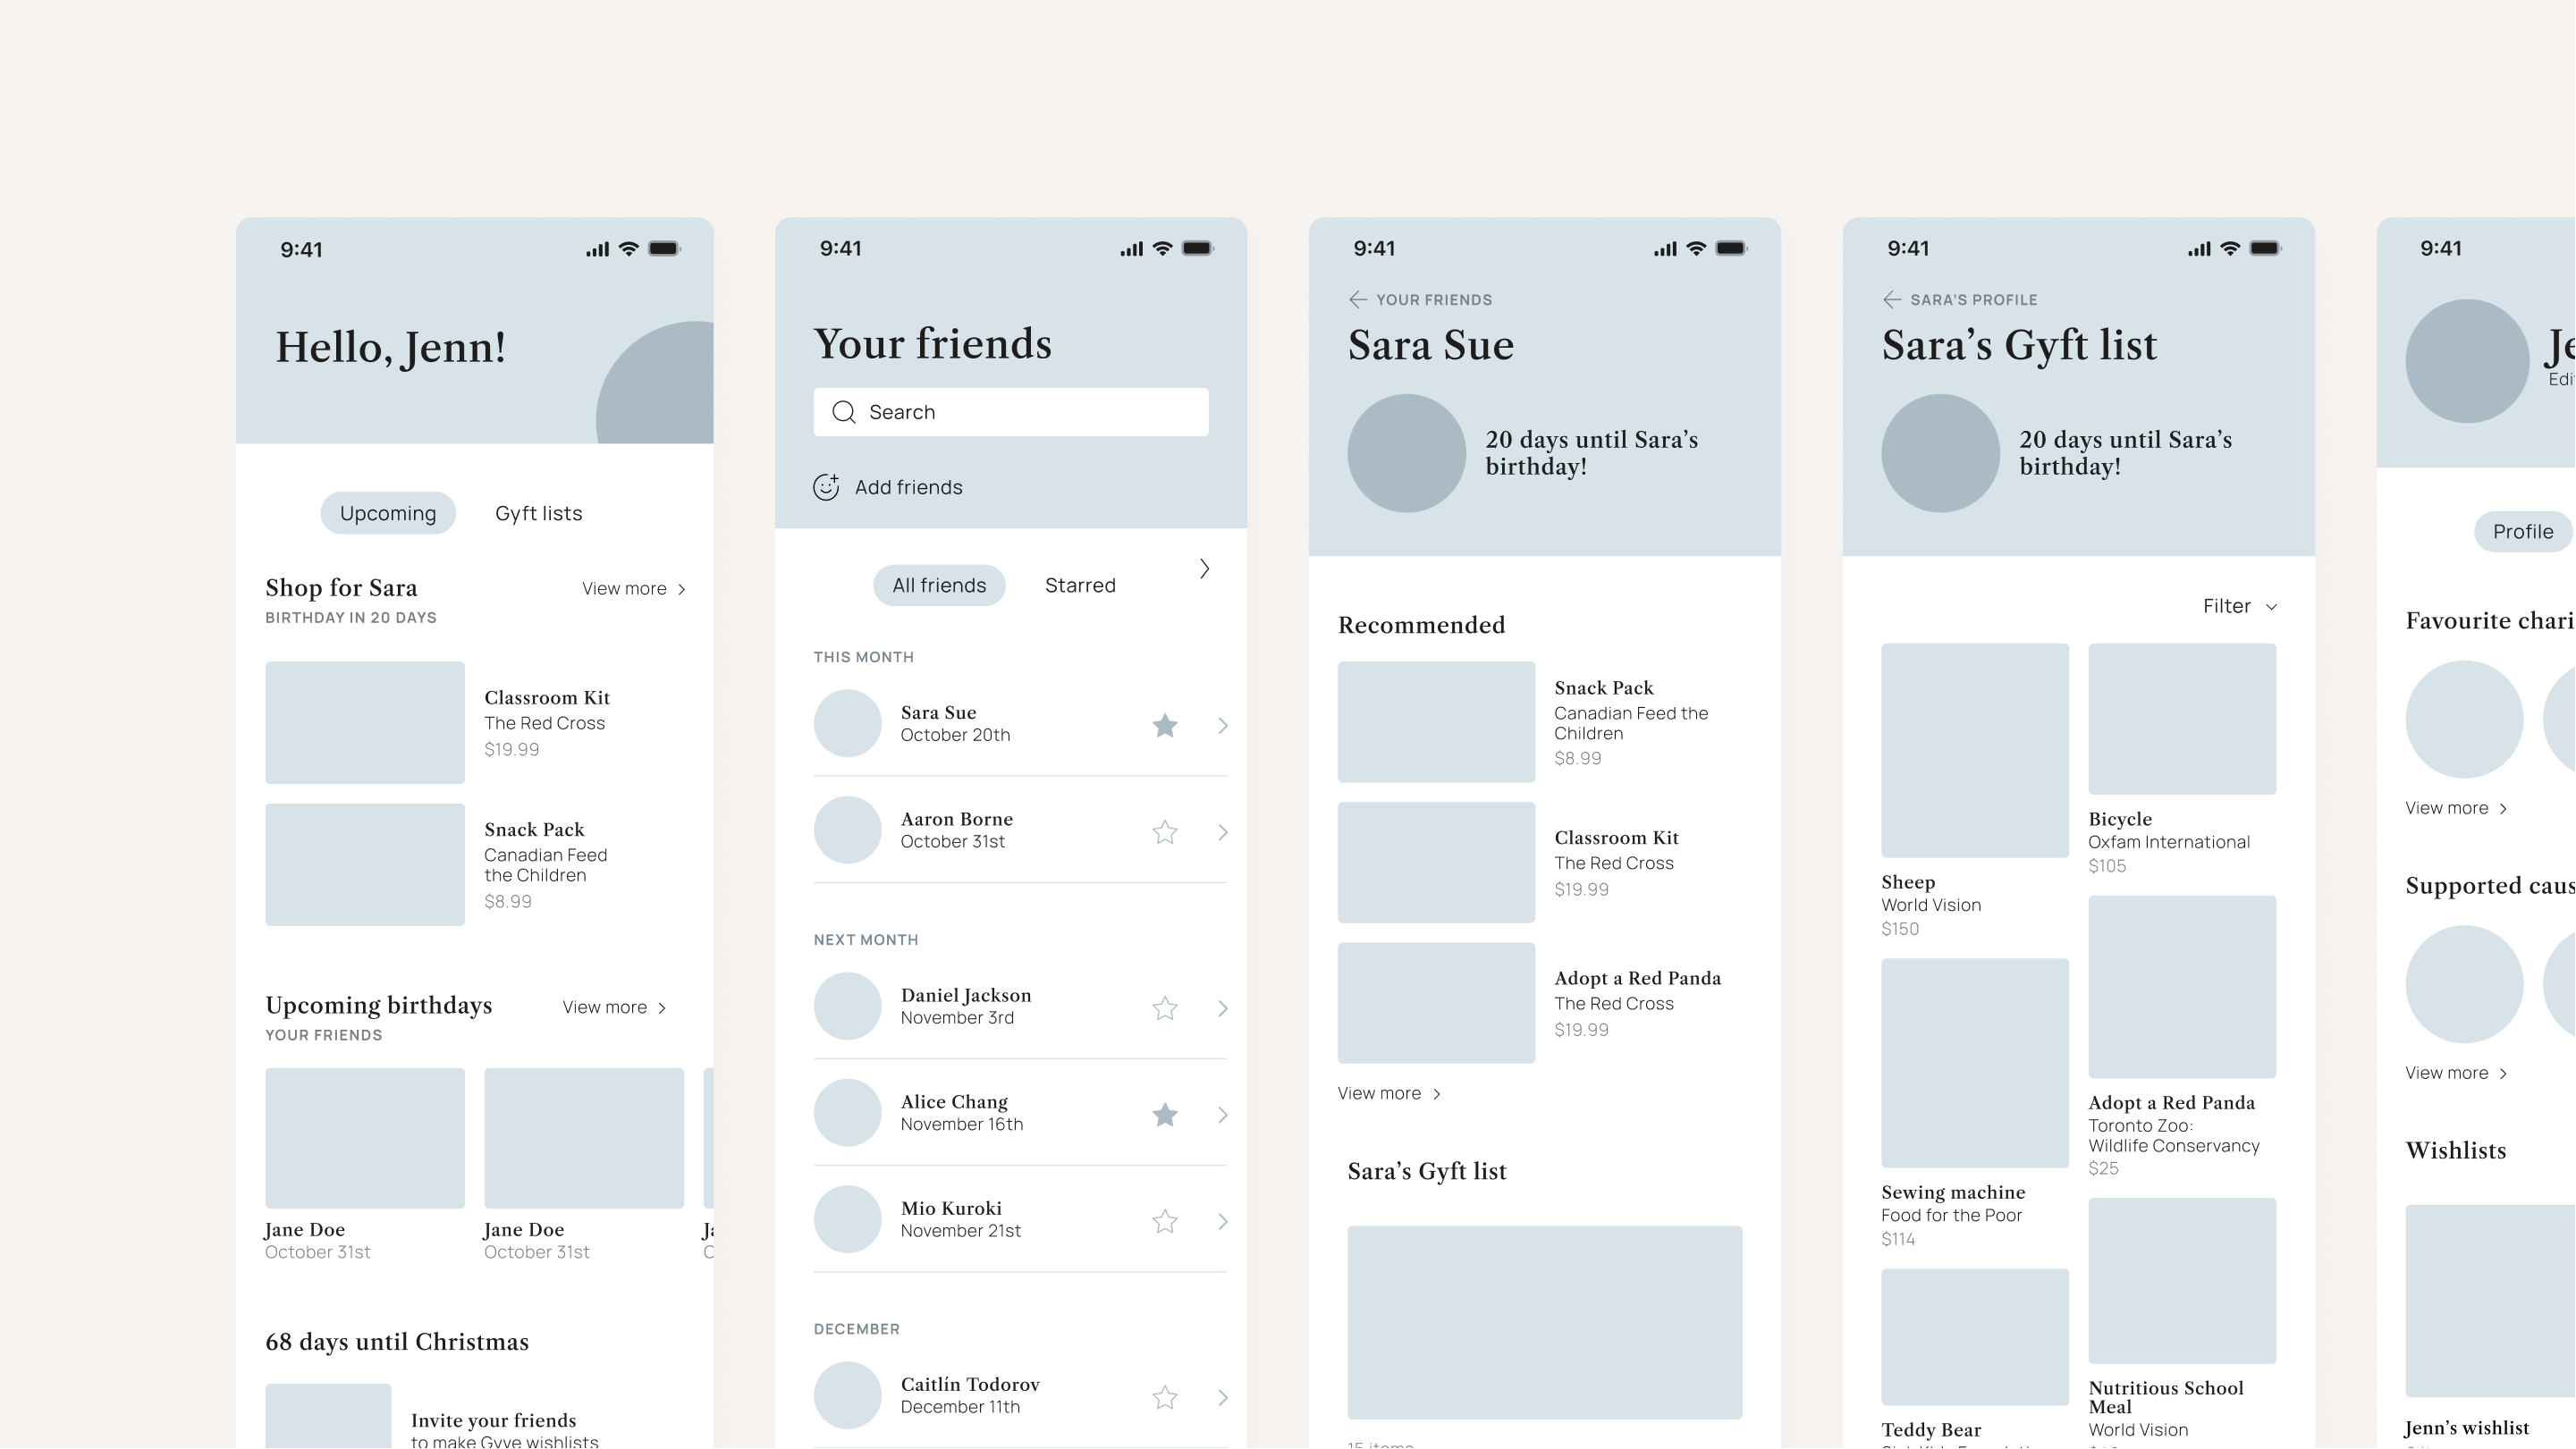 9:41
Hello, Jenn!
Upcoming
Gyft lists
Shop for Sara
View more
BIRTHDAY IN 20 DAYS
Classroom Kit
The Red Cross
$19.99
Snack Pack
Canadian Feed
the Children
$8.99
Upcoming birthdays
View more
YOUR FRIENDS
Jane Doe
October 31st
Jane Doe
October 31st
68 days until Christmas
Invite your friends
to make Gyve wishlists
9:41
Your friends
Search
Add friends
All friends
Starred
THIS MONTH
Sara Sue
October 20th
Aaron Borne
October 31st
NEXT MONTH
Daniel Jackson
November 3rd
Alice Chang
November 16th
Mio Kuroki
November 21st
DECEMBER
Caitlín Todorov
December 11th
9:41
YOUR FRIENDS
Sara Sue
20 days until Sara’s
birthday!
Recommended
Snack Pack
Canadian Feed the
Children
$8.99
Classroom Kit
The Red Cross
$19.99
Adopt a Red Panda
The Red Cross
$19.99
View more
Sara’s Gyft list
15 items
9:41
SARA’S PROFILE
Sara’s Gyft list
20 days until Sara’s
birthday!
Filter
Sheep
World Vision
$150
Sewing machine
Food for the Poor
$114
Teddy Bear
Bicycle
Oxfam International
$105
Adopt a Red Panda
Toronto Zoo:
Wildlife Conservancy
$25
Nutritious School
Meal
World Vision
9:41
Je
Edi
Profile
Favourite chari
View more
Supported caus
View more
Wishlists
Jenn’s wishlist